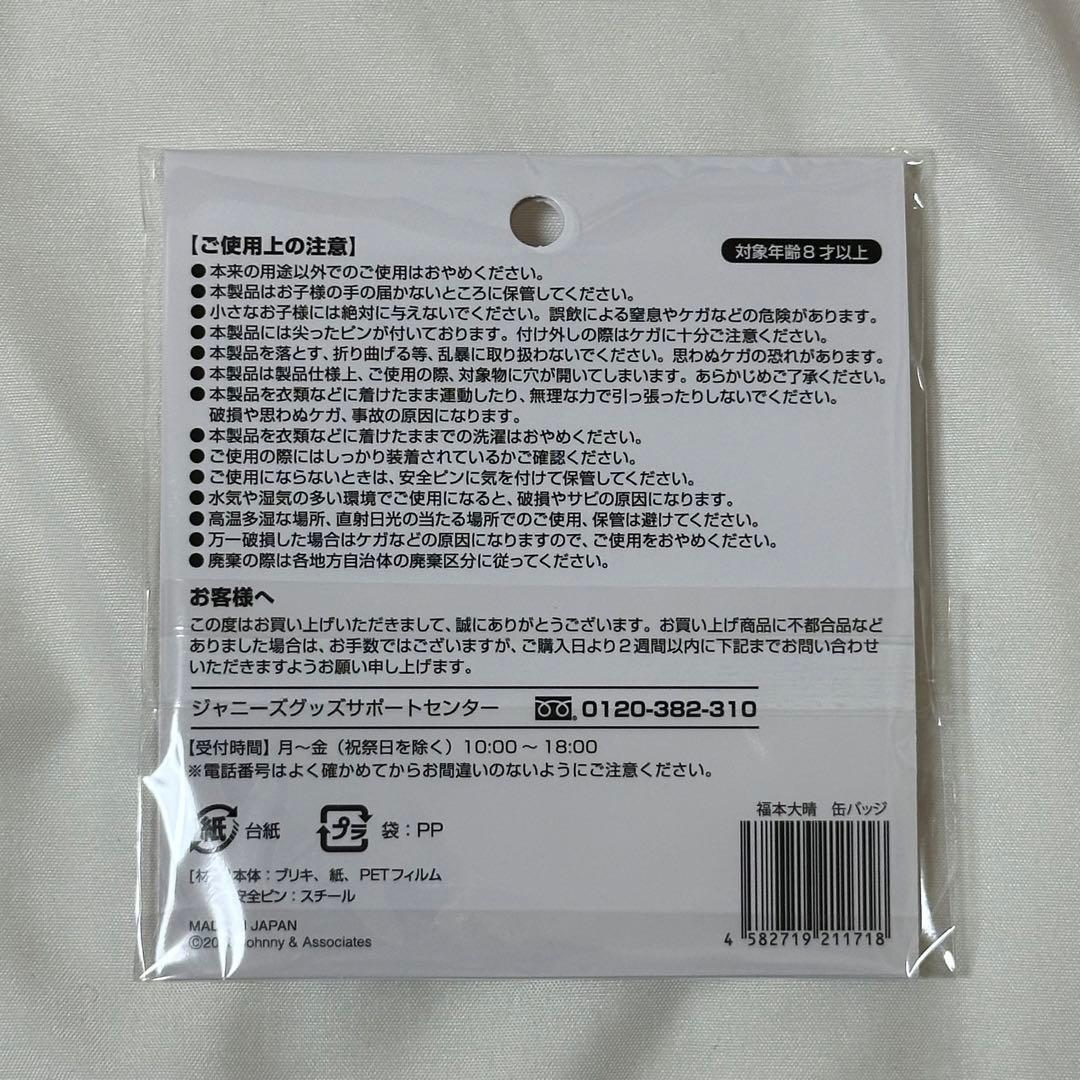 【ご使用上の注意】
対象年齢8才以上
●本来の用途以外でのご使用はおやめください。
●本製品はお子様の手の届かないところに保管してください。
●小さなお子様には絶対に与えないでください。誤飲による窒息やケガなどの危険があります。
●本製品には尖ったピンが付いております。付け外しの際はケガに十分ご注意ください。
●本製品を落とす、折り曲げる等、乱暴に取り扱わないでください。思わぬケガの恐れがあります。
●本製品は製品仕様上、ご使用の際、対象物に穴が開いてしまいます。あらかじめご了承ください。
●本製品を衣類などに着けたまま運動したり、無理な力で引っ張ったりしないでください。
破損や思わぬケガ、事故の原因になります。
●本製品を衣類などに着けたままでの洗濯はおやめください。
●ご使用の際にはしっかり装着されているかご確認ください。
●ご使用にならないときは、安全ピンに気を付けて保管してください。
●水気や湿気の多い環境でご使用になると、破損やサビの原因になります。
●高温多湿な場所、直射日光の当たる場所でのご使用、保管は避けてください。
●万一破損した場合はケガなどの原因になりますので、ご使用をおやめください。
●廃棄の際は各地方自治体の廃棄区分に従ってください。
お客様へ
この度はお買い上げいただきまして、誠にありがとうございます。お買い上げ商品に不都合品など
ありました場合は、お手数ではございますが、ご購入日より2週間以内に下記までお問い合わせ
いただきますようお願い申し上げます。
ジャニーズグッズサポートセンター 0120-382-310
【受付時間】月～金（祝祭日を除く）10:00～18:00
※電話番号はよく確かめてからお間違いのないようにご注意ください。
紙 台紙 プラ 袋：PP
本体：ブリキ、紙、PETフィルム
安全ピン：スチール
JAPAN
& Associates
福本大晴 缶バッジ
4 582719 211718